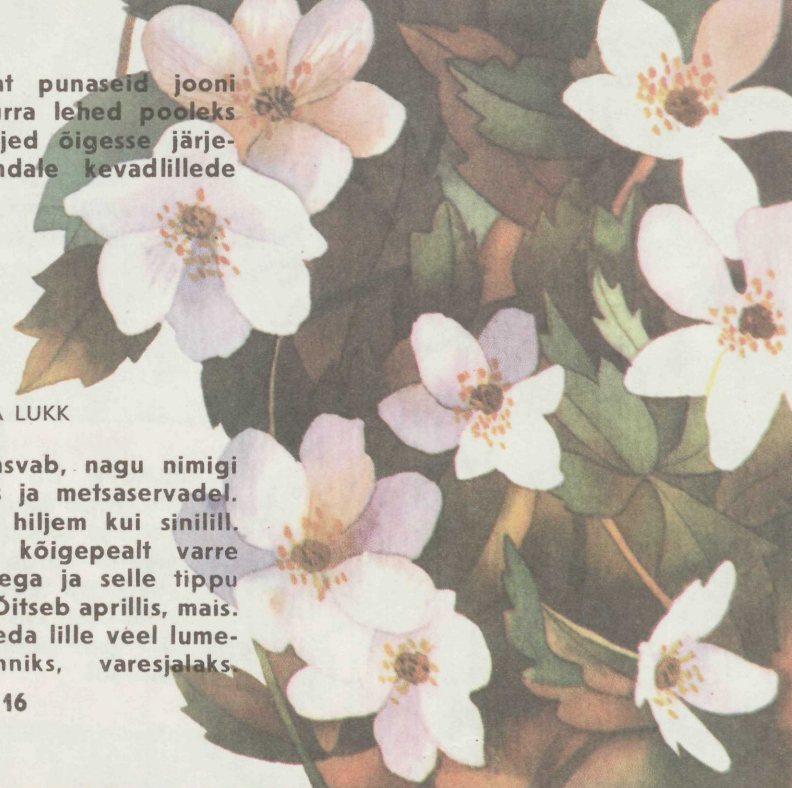 nt punaseid jooni
urra lehed pooleks
jed õigesse järje-
ndale kevadlillede
A LUKK
asvab, nagu nimigi
s ja metsaservadel.
hiljem kui sinilill.
kõigepealt varre
ega ja selle tippu
Õitseb aprillis, mais.
eda lille veel lume-
nniks, varesjalaks.
16